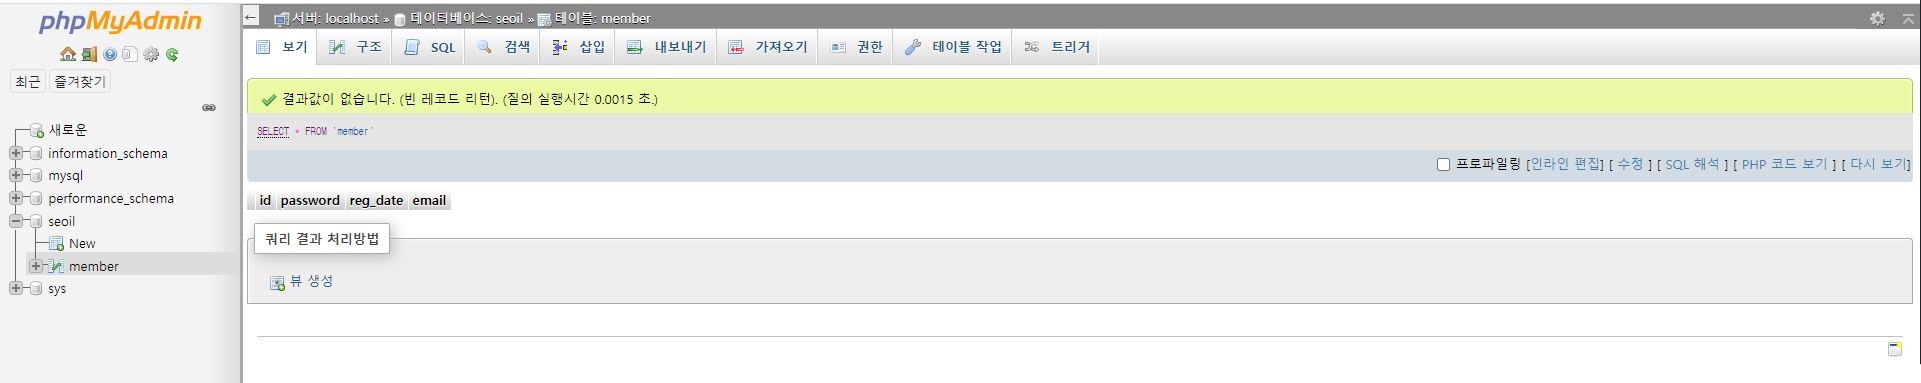 phpMyAdmin
최근 즐겨찾기
새로운
information_schema
mysql
performance_schema
seoil
New
member
sys
← 서버: localhost » 데이터베이스: seoil » 테이블: member
보기 구조 SQL 검색 삽입 내보내기 가져오기 권한 테이블 작업 트리거
결과값이 없습니다. (빈 레코드 리턴). (질의 실행시간 0.0015 초.)
SELECT * FROM `member`
프로파일링 [인라인 편집] [ 수정 ] [ SQL 해석 ] [ PHP 코드 보기 ] [ 다시 보기]
id password reg_date email
쿼리 결과 처리방법
뷰 생성